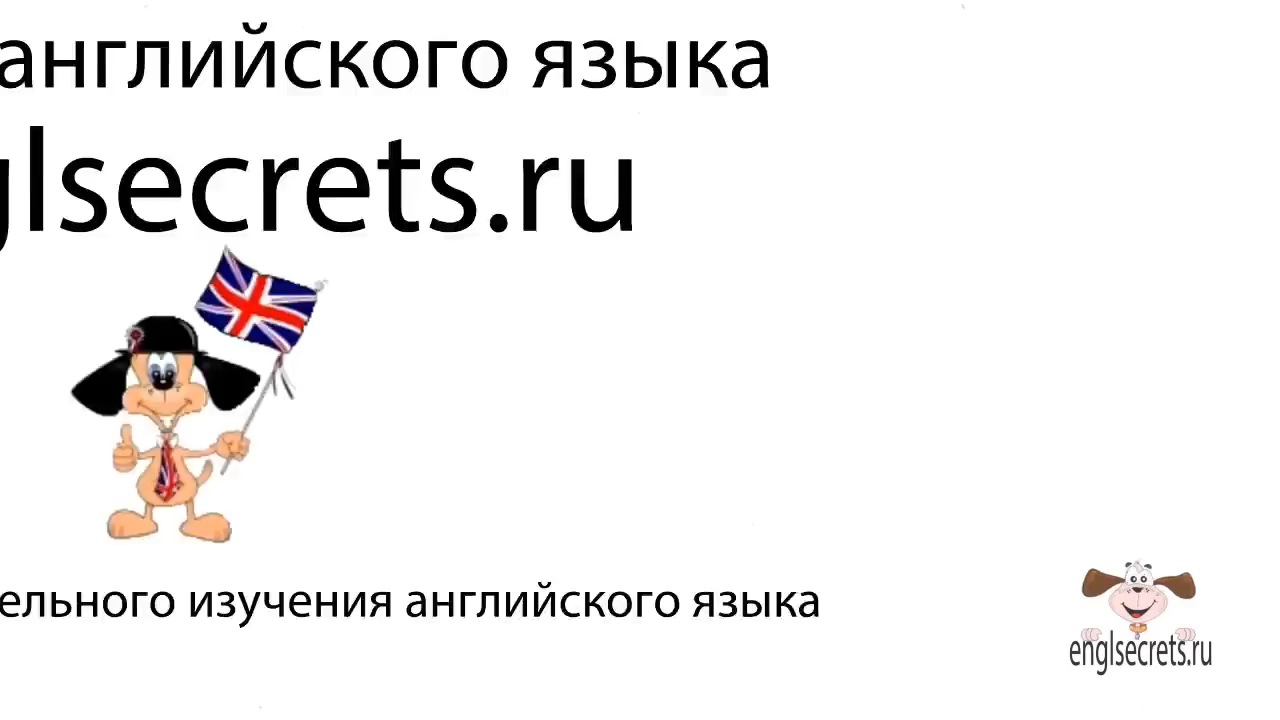 английского языка
glsecrets.ru
ельного изучения английского языка
englsecrets.ru